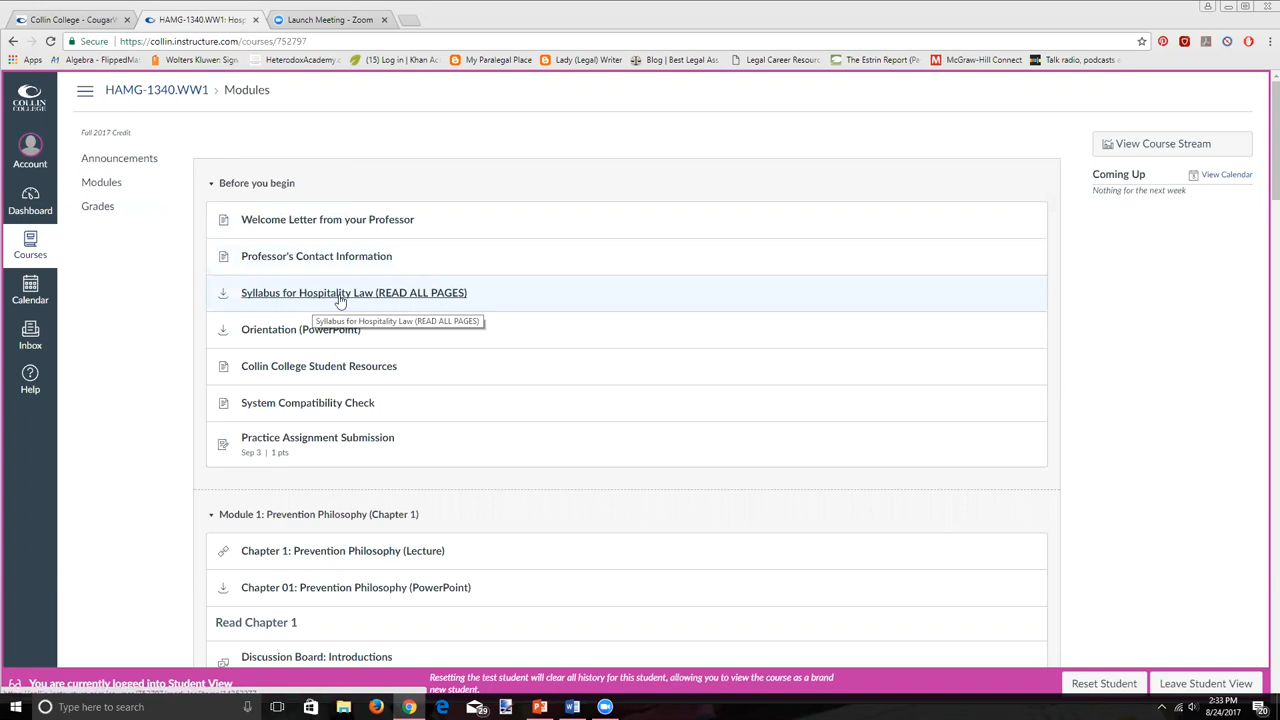 Collin College - CougarW
HAMG-1340.WW1: Hosp
Launch Meeting - Zoom
Secure
https://collin.instructure.com/courses/752797
Apps
Algebra - FlippedMa
Wolters Kluwer: Sign
HeterodoxAcademy
(15) Log in | Khan Ac
My Paralegal Place
Lady (Legal) Writer
Blog | Best Legal Ass
Legal Career Resourc
The Estrin Report (Pa
McGraw-Hill Connect
Talk radio, podcasts
COLLIN
COLLEGE
Account
Dashboard
Courses
Calendar
Inbox
Help
HAMG-1340.WW1 › Modules
Fall 2017 Credit
Announcements
Modules
Grades
Before you begin
Welcome Letter from your Professor
Professor's Contact Information
Syllabus for Hospitality Law (READ ALL PAGES)
Syllabus for Hospitality Law (READ ALL PAGES)
Orientation (PowerPoint)
Collin College Student Resources
System Compatibility Check
Practice Assignment Submission
Sep 3 | 1 pts
Module 1: Prevention Philosophy (Chapter 1)
Chapter 1: Prevention Philosophy (Lecture)
Chapter 01: Prevention Philosophy (PowerPoint)
Read Chapter 1
Discussion Board: Introductions
View Course Stream
Coming Up
View Calendar
Nothing for the next week
You are currently logged into Student View
Resetting the test student will clear all history for this student, allowing you to view the course as a brand
new student.
Reset Student
Leave Student View
Type here to search
29
2:33 PM
8/24/2017
20